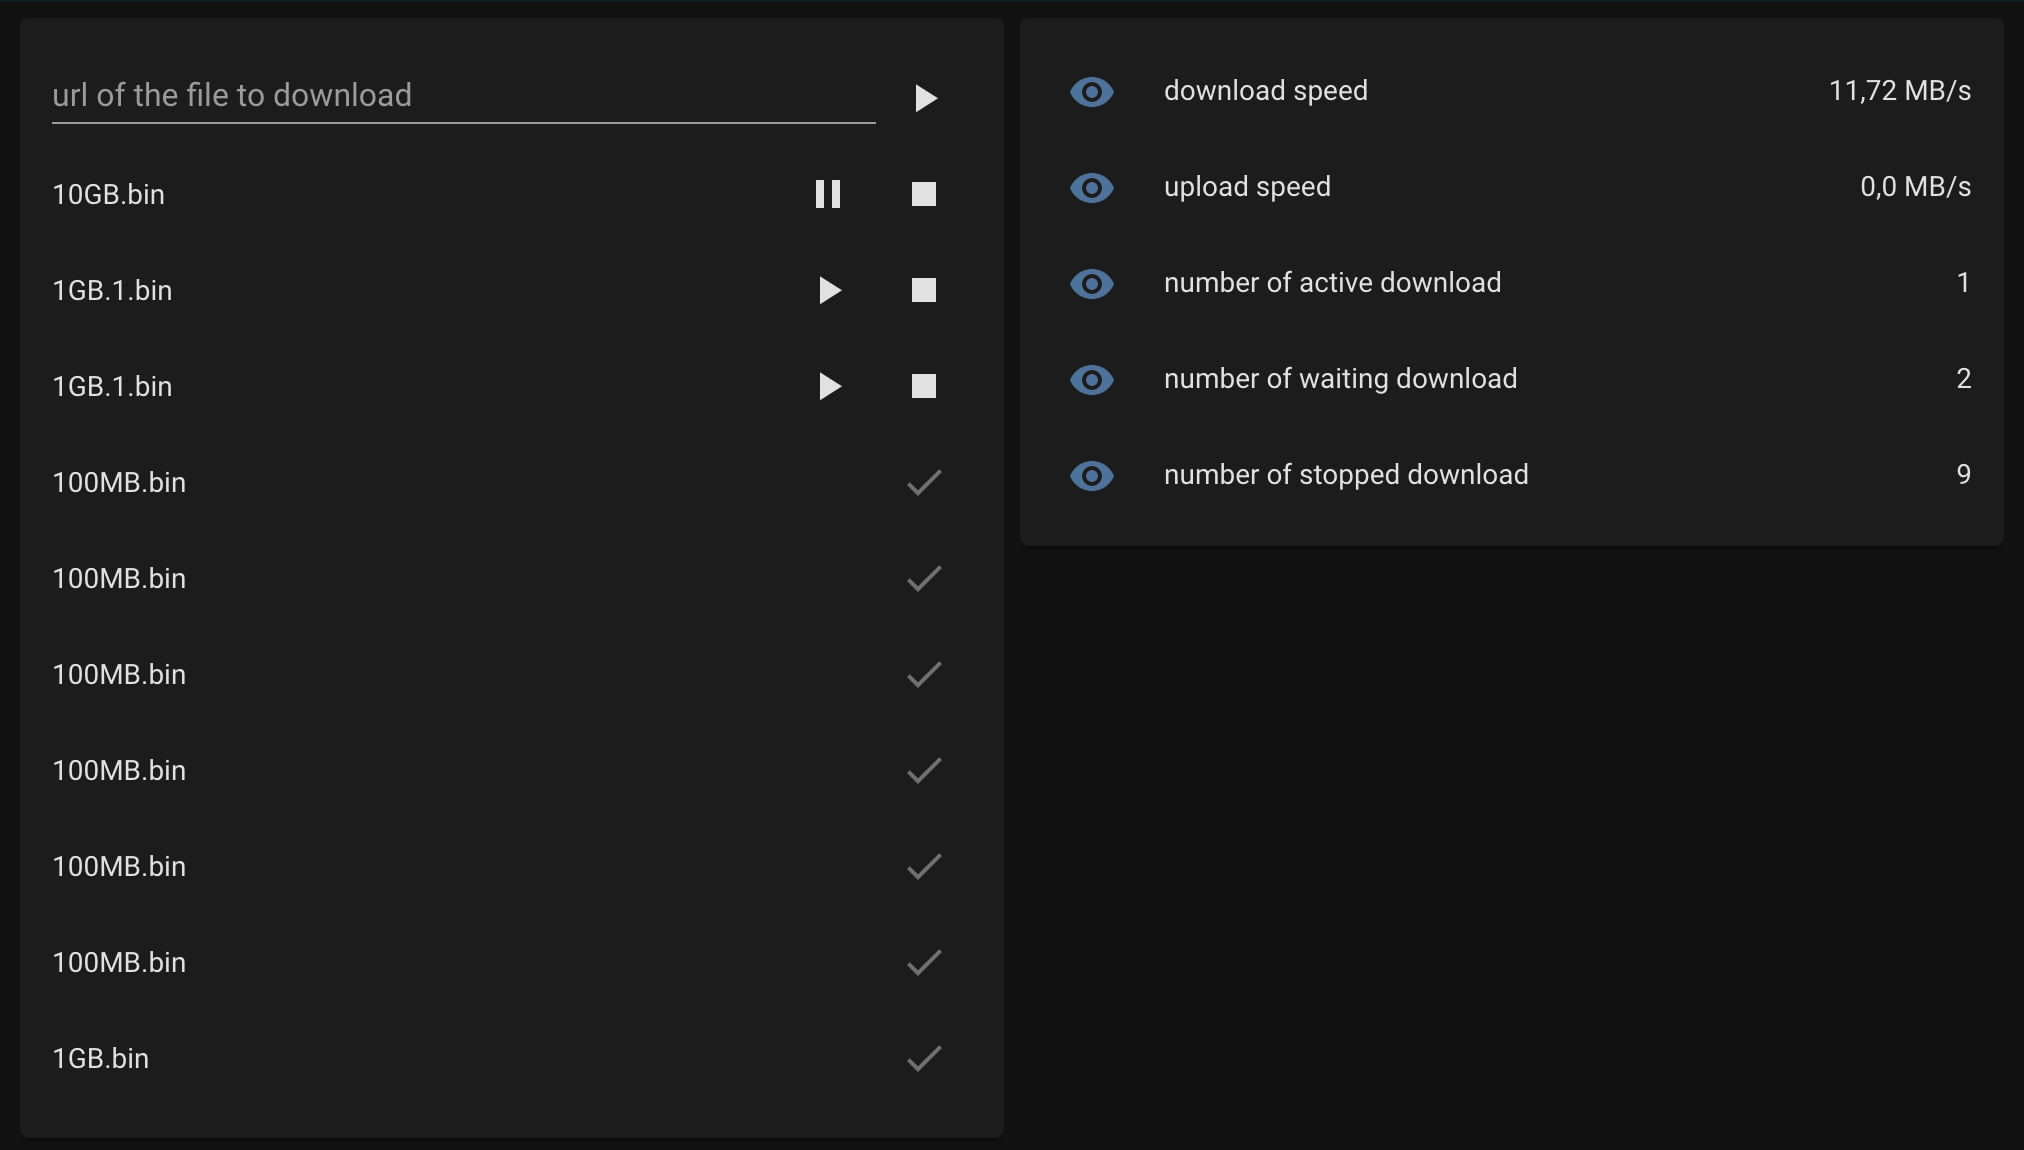 url of the file to download
10GB.bin
1GB.1.bin
1GB.1.bin
100MB.bin
100MB.bin
100MB.bin
100MB.bin
100MB.bin
100MB.bin
1GB.bin
download speed 11,72 MB/s
upload speed 0,0 MB/s
number of active download 1
number of waiting download 2
number of stopped download 9